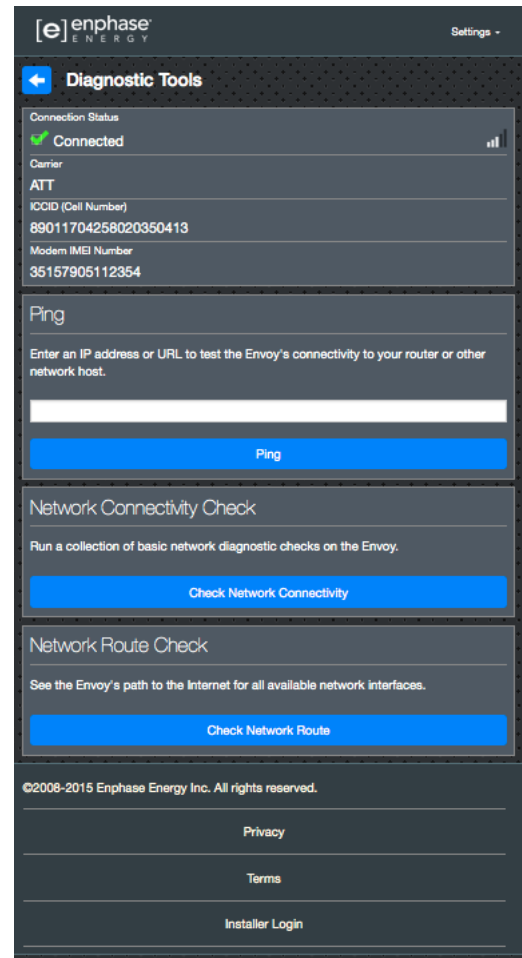 [e] enphase
ENERGY
Settings
Diagnostic Tools
Connection Status
Connected
Carrier
ATT
ICCID (Cell Number)
89011704258020350413
Modem IMEI Number
35157905112354
Ping
Enter an IP address or URL to test the Envoy's connectivity to your router or other
network host.
Ping
Network Connectivity Check
Run a collection of basic network diagnostic checks on the Envoy.
Check Network Connectivity
Network Route Check
See the Envoy's path to the Internet for all available network interfaces.
Check Network Route
©2008-2015 Enphase Energy Inc. All rights reserved.
Privacy
Terms
Installer Login